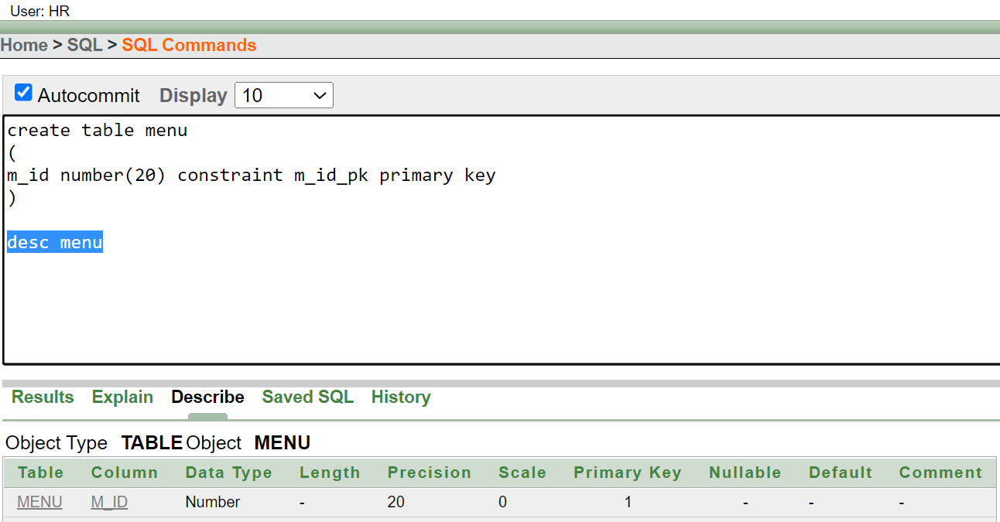 User: HR
Home > SQL > SQL Commands
Autocommit Display 10
create table menu
(
m_id number(20) constraint m_id_pk primary key
)
desc menu
Results Explain Describe Saved SQL History
Object Type TABLE Object MENU
Table Column Data Type Length Precision Scale Primary Key Nullable Default Comment
MENU M_ID Number - 20 0 1 - - -